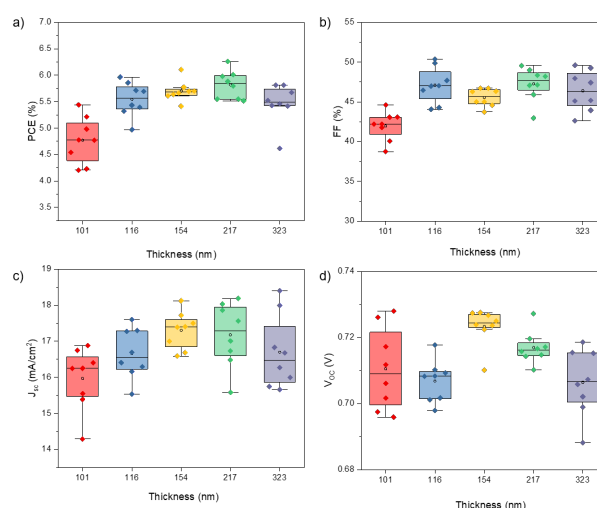 a)
PCE (%)
7.0
6.5
6.0
5.5
5.0
4.5
4.0
3.5
101 116 154 217 323
Thickness (nm)
b)
FF (%)
55
50
45
40
35
30
101 116 154 217 323
Thickness (nm)
c)
Jsc (mA/cm²)
19
18
17
16
15
14
13
101 116 154 217 323
Thickness (nm)
d)
VOC (V)
0.74
0.72
0.70
0.68
101 116 154 217 323
Thickness (nm)